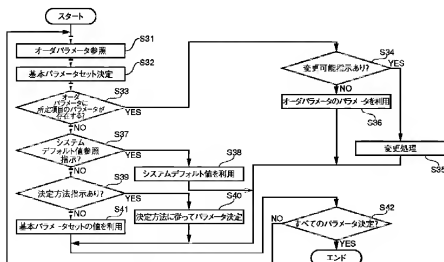 スタート
S31
オーダパラメータ参照
S32
基本パラメータセット決定
S33
オーダ
パラメータに
所定項目のパラメータが
存在する?
YES
NO
S34
変更可能指示あり?
YES
NO
オーダパラメータのパラメータを利用
S36
変更処理
S35
S37
システム
デフォルト値参照
指示?
YES
NO
S38
システムデフォルト値を利用
S39
決定方法指示あり?
YES
NO
S40
決定方法に従ってパラメータ決定
S41
基本パラメータセットの値を利用
S42
すべてのパラメータ決定?
NO
YES
エンド